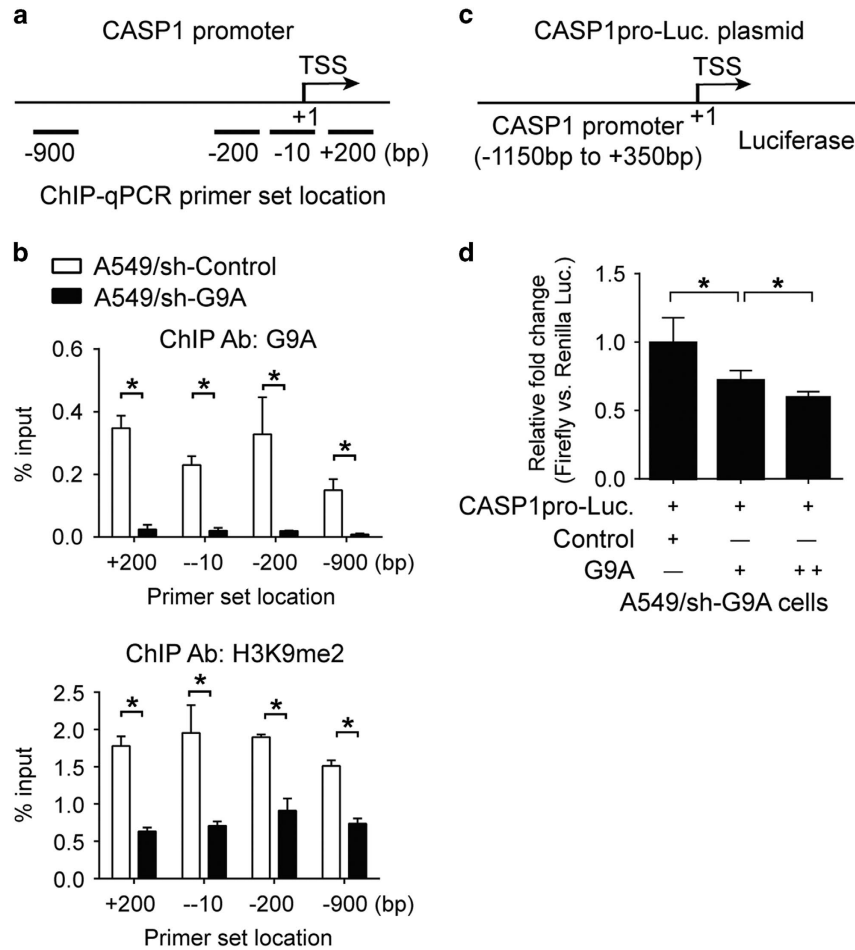 a
CASP1 promoter
TSS
+1
-900 -200 -10 +200 (bp)
ChIP-qPCR primer set location
b
A549/sh-Control
A549/sh-G9A
ChIP Ab: G9A
0.6
0.4
0.2
0.0
% input
* * * *
+200 --10 -200 -900 (bp)
Primer set location
ChIP Ab: H3K9me2
2.5
2.0
1.5
1.0
0.5
0.0
% input
* * * *
+200 --10 -200 -900 (bp)
Primer set location
c
CASP1pro-Luc. plasmid
TSS
+1
CASP1 promoter
(-1150bp to +350bp)
Luciferase
d
Relative fold change
(Firefly vs. Renilla Luc.)
1.5
1.0
0.5
0.0
* *
CASP1pro-Luc. + + +
Control + — —
G9A — + ++
A549/sh-G9A cells